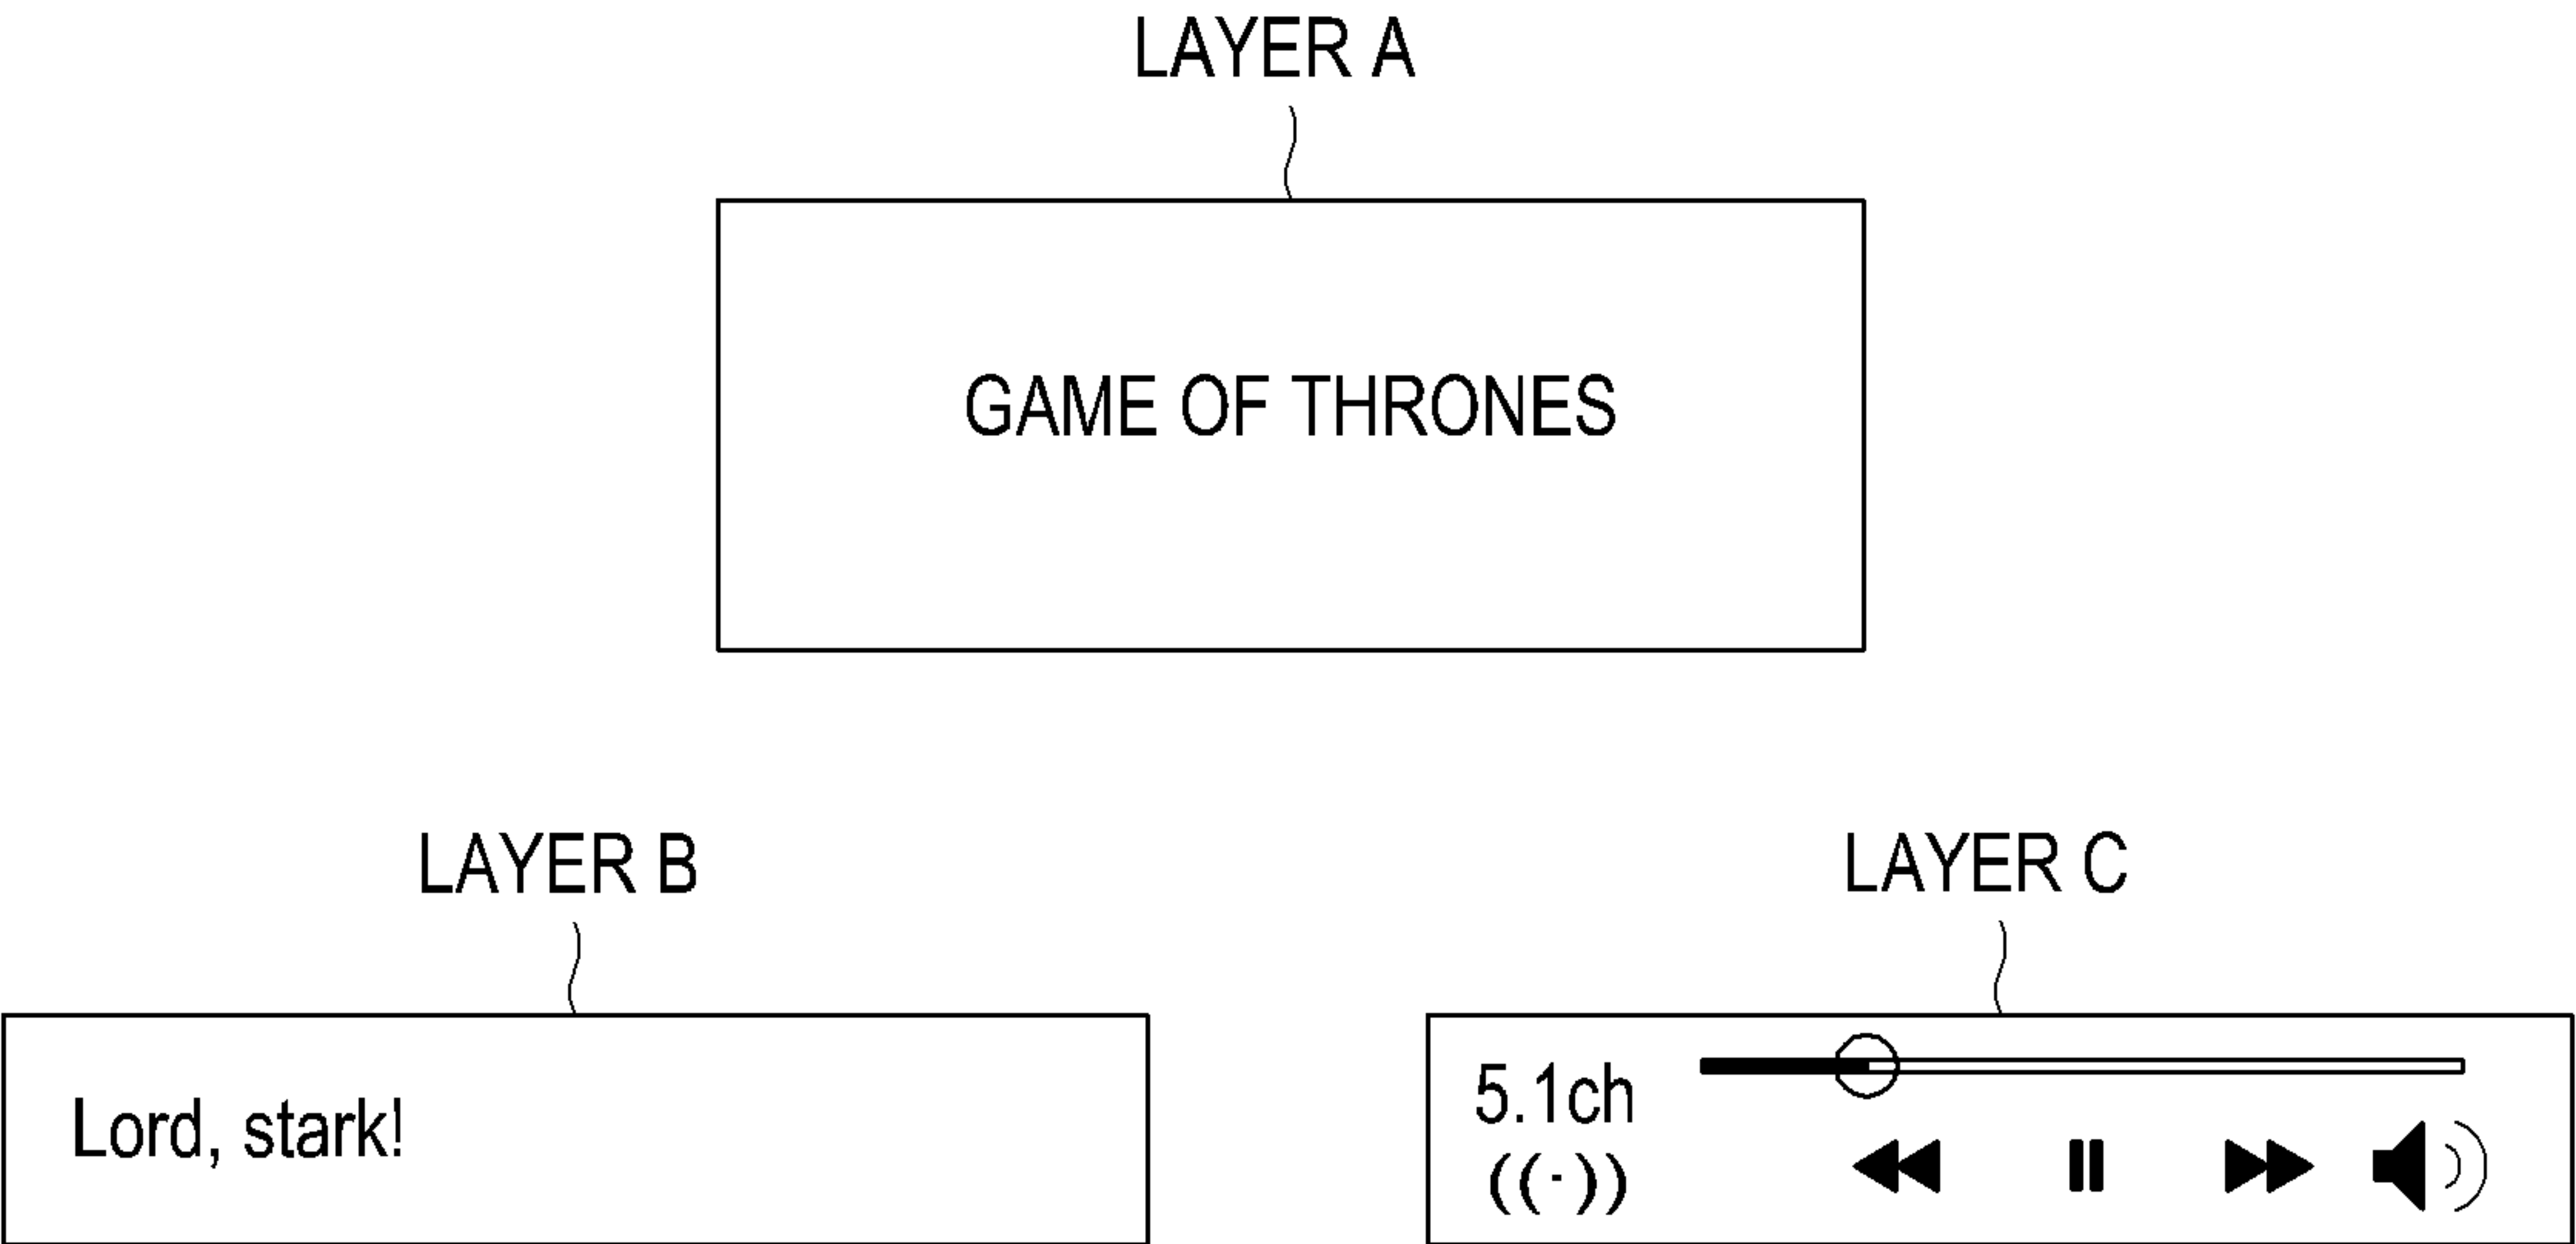 LAYER A
GAME OF THRONES
LAYER B
LAYER C
Lord, stark!
5.1ch
((·))